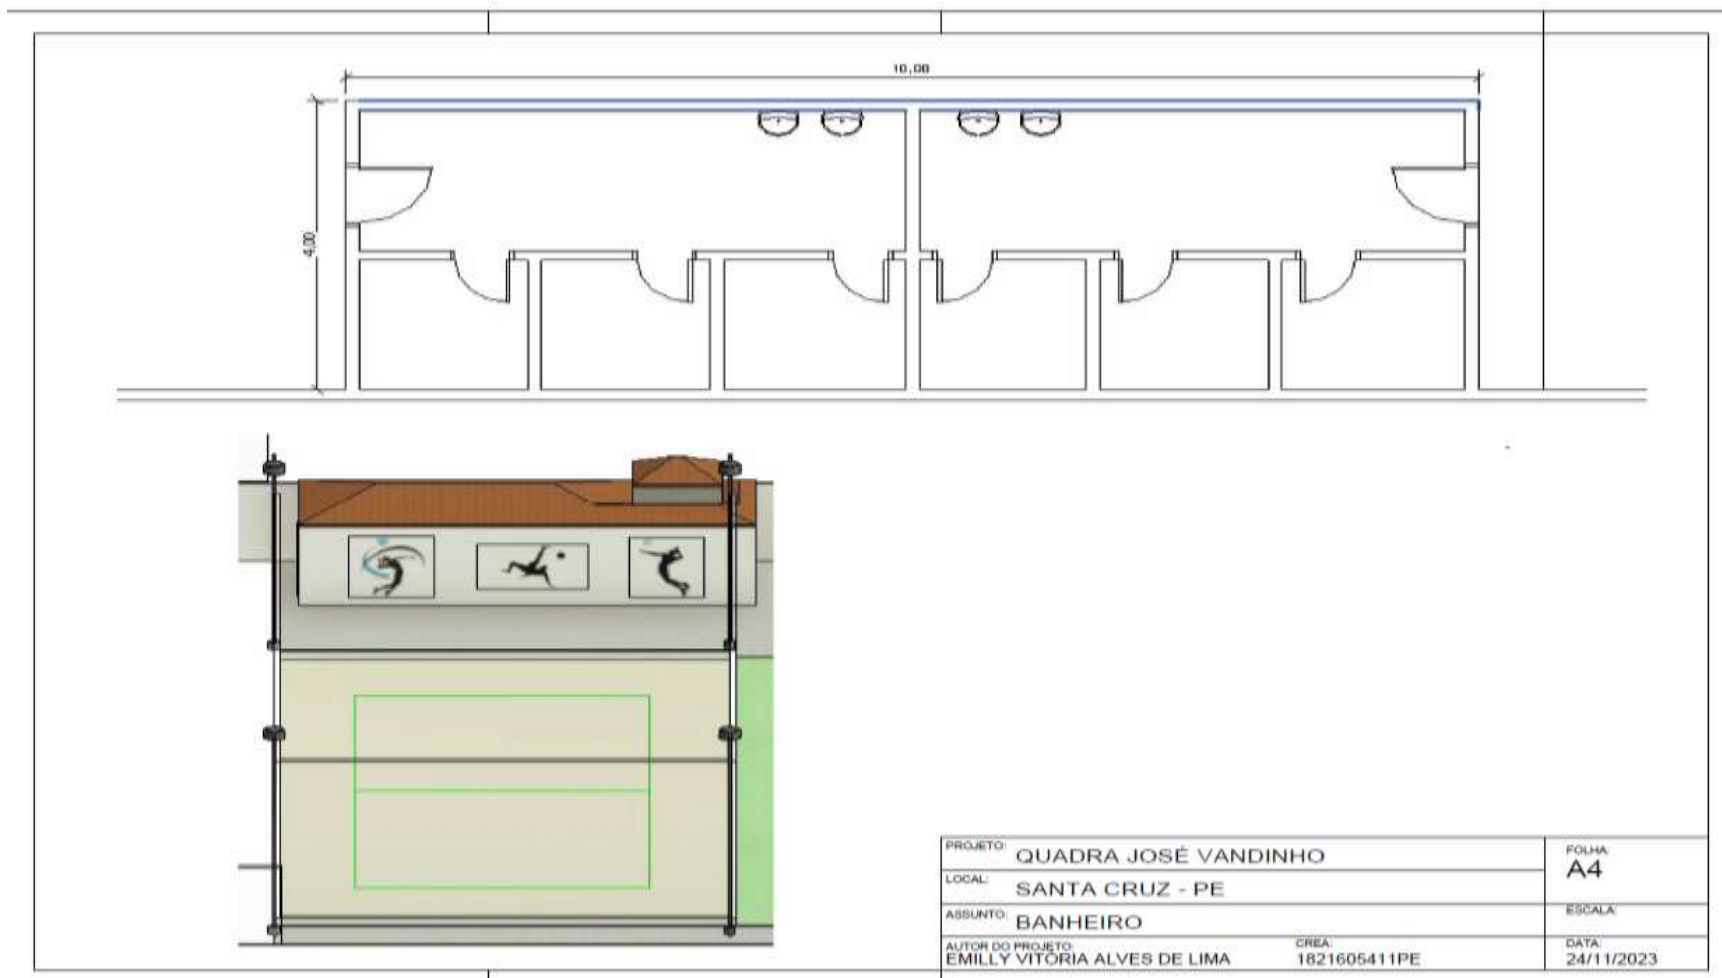 10,00
4,00
PROJETO: QUADRA JOSÉ VANDINHO
FOLHA:
A4
LOCAL: SANTA CRUZ - PE
ASSUNTO: BANHEIRO
ESCALA:
AUTOR DO PROJETO:
EMILLY VITÓRIA ALVES DE LIMA
CREA:
1821605411PE
DATA:
24/11/2023